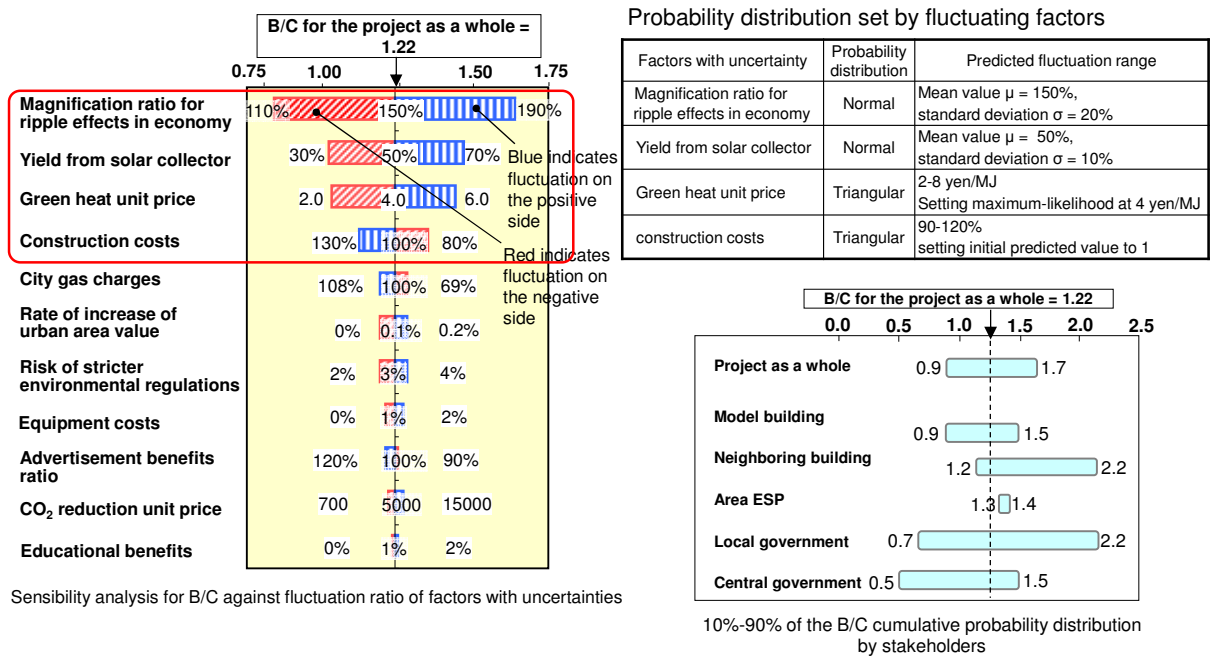 B/C for the project as a whole =
1.22
0.75 1.00 1.50 1.75
Magnification ratio for
ripple effects in economy
110% 150% 190%
Yield from solar collector
30% 50% 70%
Green heat unit price
2.0 4.0 6.0
Construction costs
130% 100% 80%
City gas charges
108% 100% 69%
Rate of increase of
urban area value
0% 0.1% 0.2%
Risk of stricter
environmental regulations
2% 3% 4%
Equipment costs
0% 1% 2%
Advertisement benefits
ratio
120% 100% 90%
CO₂ reduction unit price
700 5000 15000
Educational benefits
0% 1% 2%
Blue indicates
fluctuation on
the positive
side
Red indicates
fluctuation on
the negative
side
Sensibility analysis for B/C against fluctuation ratio of factors with uncertainties
Probability distribution set by fluctuating factors
Factors with uncertainty
Probability
distribution
Predicted fluctuation range
Magnification ratio for
ripple effects in economy
Normal
Mean value μ = 150%,
standard deviation σ = 20%
Yield from solar collector
Normal
Mean value μ = 50%,
standard deviation σ = 10%
Green heat unit price
Triangular
2-8 yen/MJ
Setting maximum-likelihood at 4 yen/MJ
construction costs
Triangular
90-120%
setting initial predicted value to 1
B/C for the project as a whole = 1.22
0.0 0.5 1.0 1.5 2.0 2.5
Project as a whole 0.9 1.7
Model building
0.9 1.5
Neighboring building 1.2 2.2
Area ESP 1.3 1.4
Local government 0.7 2.2
Central government 0.5 1.5
10%-90% of the B/C cumulative probability distribution
by stakeholders